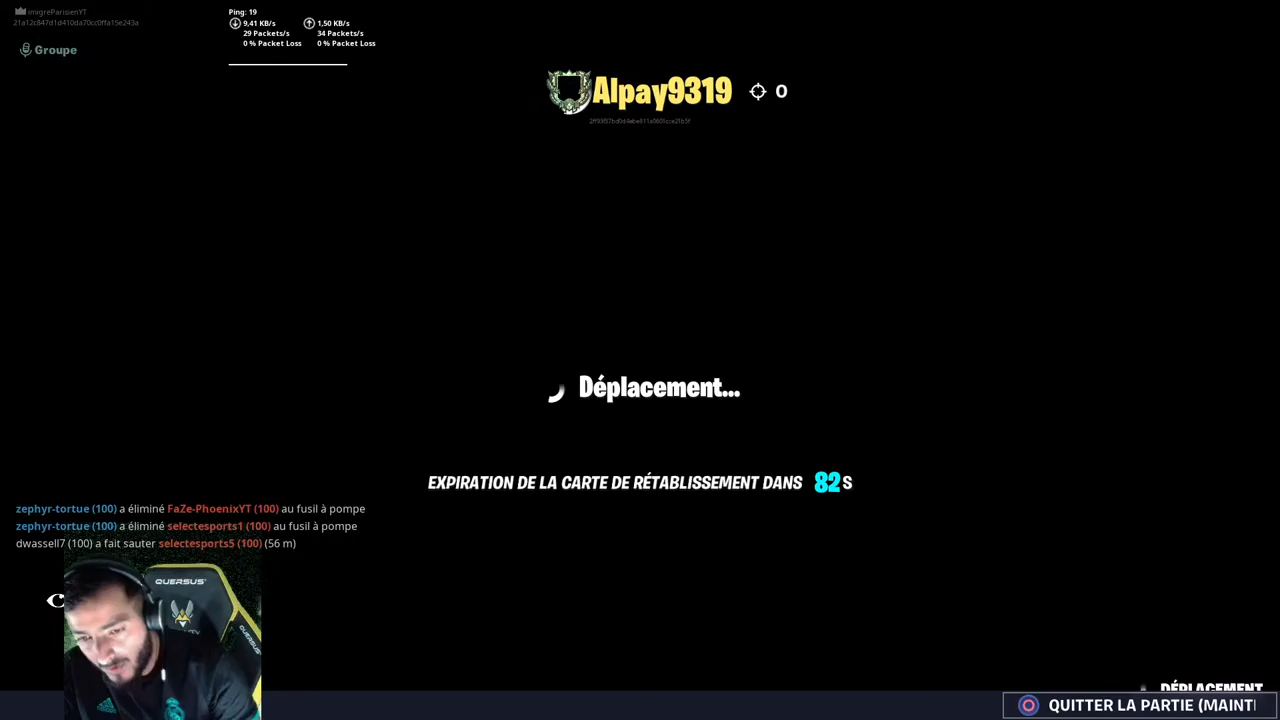 imigreParisienYT
Ping: 19
9,41 KB/s 1,50 KB/s
29 Packets/s 34 Packets/s
0 % Packet Loss 0 % Packet Loss
Groupe
Alpay9319 0
Déplacement...
EXPIRATION DE LA CARTE DE RÉTABLISSEMENT DANS 82 S
zephyr-tortue (100) a éliminé FaZe-PhoenixYT (100) au fusil à pompe
zephyr-tortue (100) a éliminé selectesports1 (100) au fusil à pompe
dwassell7 (100) a fait sauter selectesports5 (100) (56 m)
QUERSUS
DÉPLACEMENT
QUITTER LA PARTIE (MAINTI